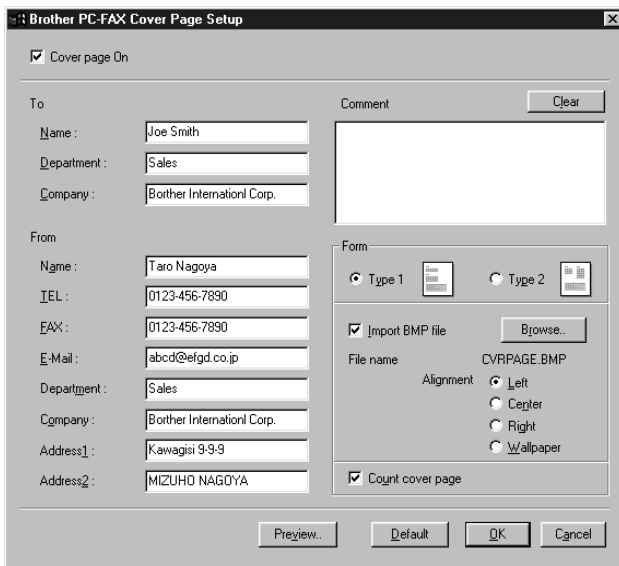 Brother PC-FAX Cover Page Setup
Cover page On
To
Name : Joe Smith
Department : Sales
Company : Borther Internationl Corp.
Comment Clear
From
Name : Taro Nagoya
TEL : 0123-456-7890
FAX : 0123-456-7890
E-Mail : abcd@efgd.co.jp
Department : Sales
Company : Borther Internationl Corp.
Address1 : Kawagisi 9-9-9
Address2 : MIZUHO NAGOYA
Form
Type 1 Type 2
Import BMP file Browse..
File name CVRPAGE.BMP
Alignment Left
Center
Right
Wallpaper
Count cover page
Preview.. Default OK Cancel